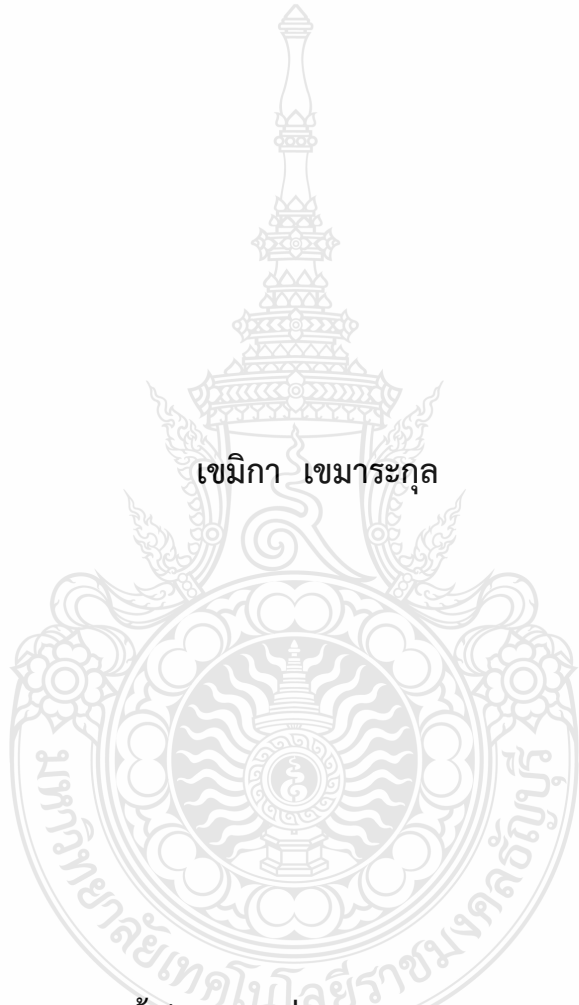 เขมิกา เขมาระกุล
มหาวิทยาลัยเทคโนโลยีราชมงคลธัญบุรี